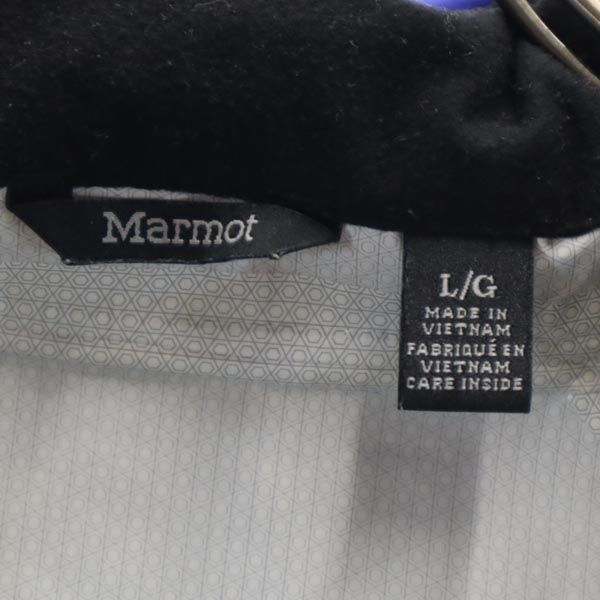 Marmot
L/G
MADE IN
VIETNAM
FABRIQUÉ EN
VIETNAM
CARE INSIDE